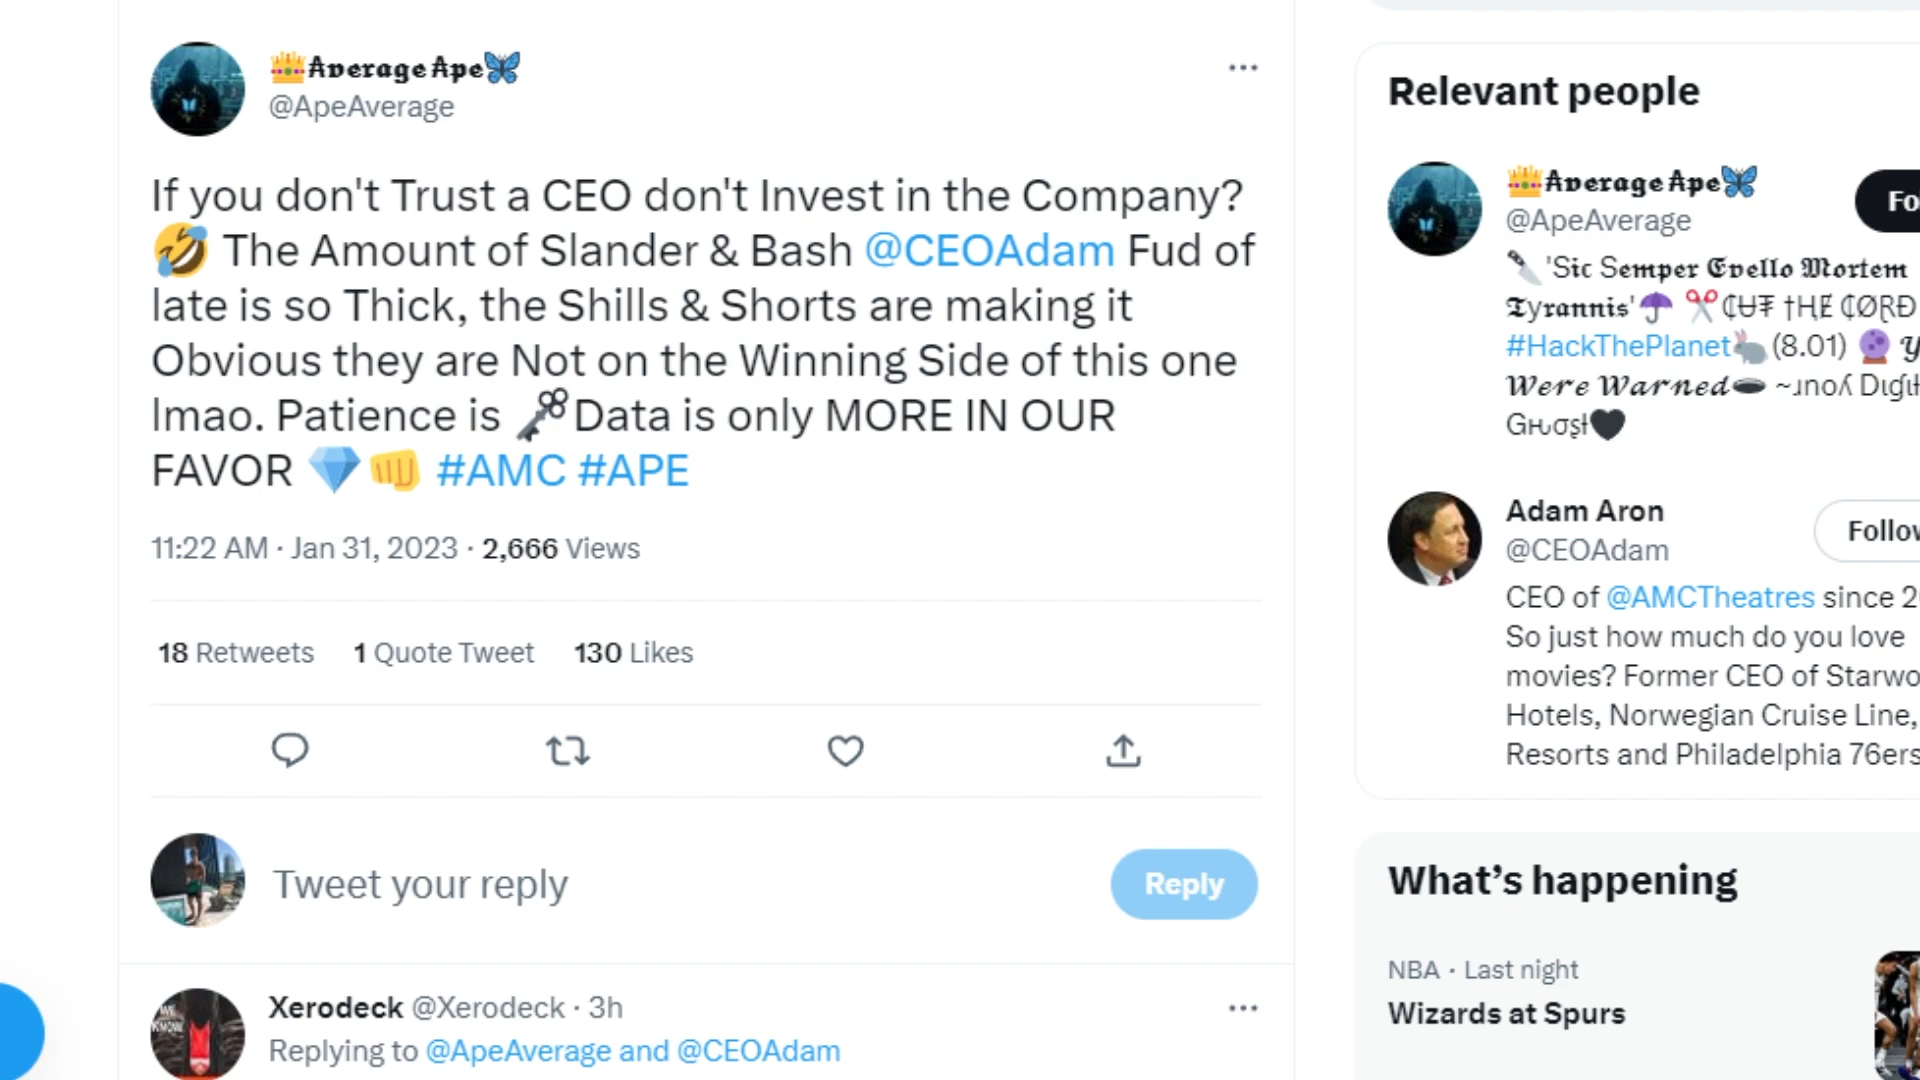 👑𝕬𝖛𝖊𝖗𝖆𝖌𝖊 𝕬𝖕𝖊🦋
@ApeAverage
If you don't Trust a CEO don't Invest in the Company?
🤣 The Amount of Slander & Bash @CEOAdam Fud of
late is so Thick, the Shills & Shorts are making it
Obvious they are Not on the Winning Side of this one
lmao. Patience is 🗝Data is only MORE IN OUR
FAVOR 💎👊 #AMC #APE
11:22 AM · Jan 31, 2023 · 2,666 Views
18 Retweets 1 Quote Tweet 130 Likes
Tweet your reply
Reply
Xerodeck @Xerodeck · 3h
Replying to @ApeAverage and @CEOAdam
WE KNOW
Relevant people
👑𝕬𝖛𝖊𝖗𝖆𝖌𝖊 𝕬𝖕𝖊🦋
@ApeAverage
Fo
🔪'Sic Semper Evello Mortem
Tyrannis'☂ ✂₵ɄŦ †ⱧɆ ₵ØⱤĐ
#HackThePlanet🐇(8.01) 🔮 𝓨
𝓦𝓮𝓻𝓮 𝓦𝓪𝓻𝓷𝓮𝓭🕳 ~
🖤
Adam Aron
@CEOAdam
Follow
CEO of @AMCTheatres since 2
So just how much do you love
movies? Former CEO of Starwo
Hotels, Norwegian Cruise Line,
Resorts and Philadelphia 76ers
What's happening
NBA · Last night
Wizards at Spurs